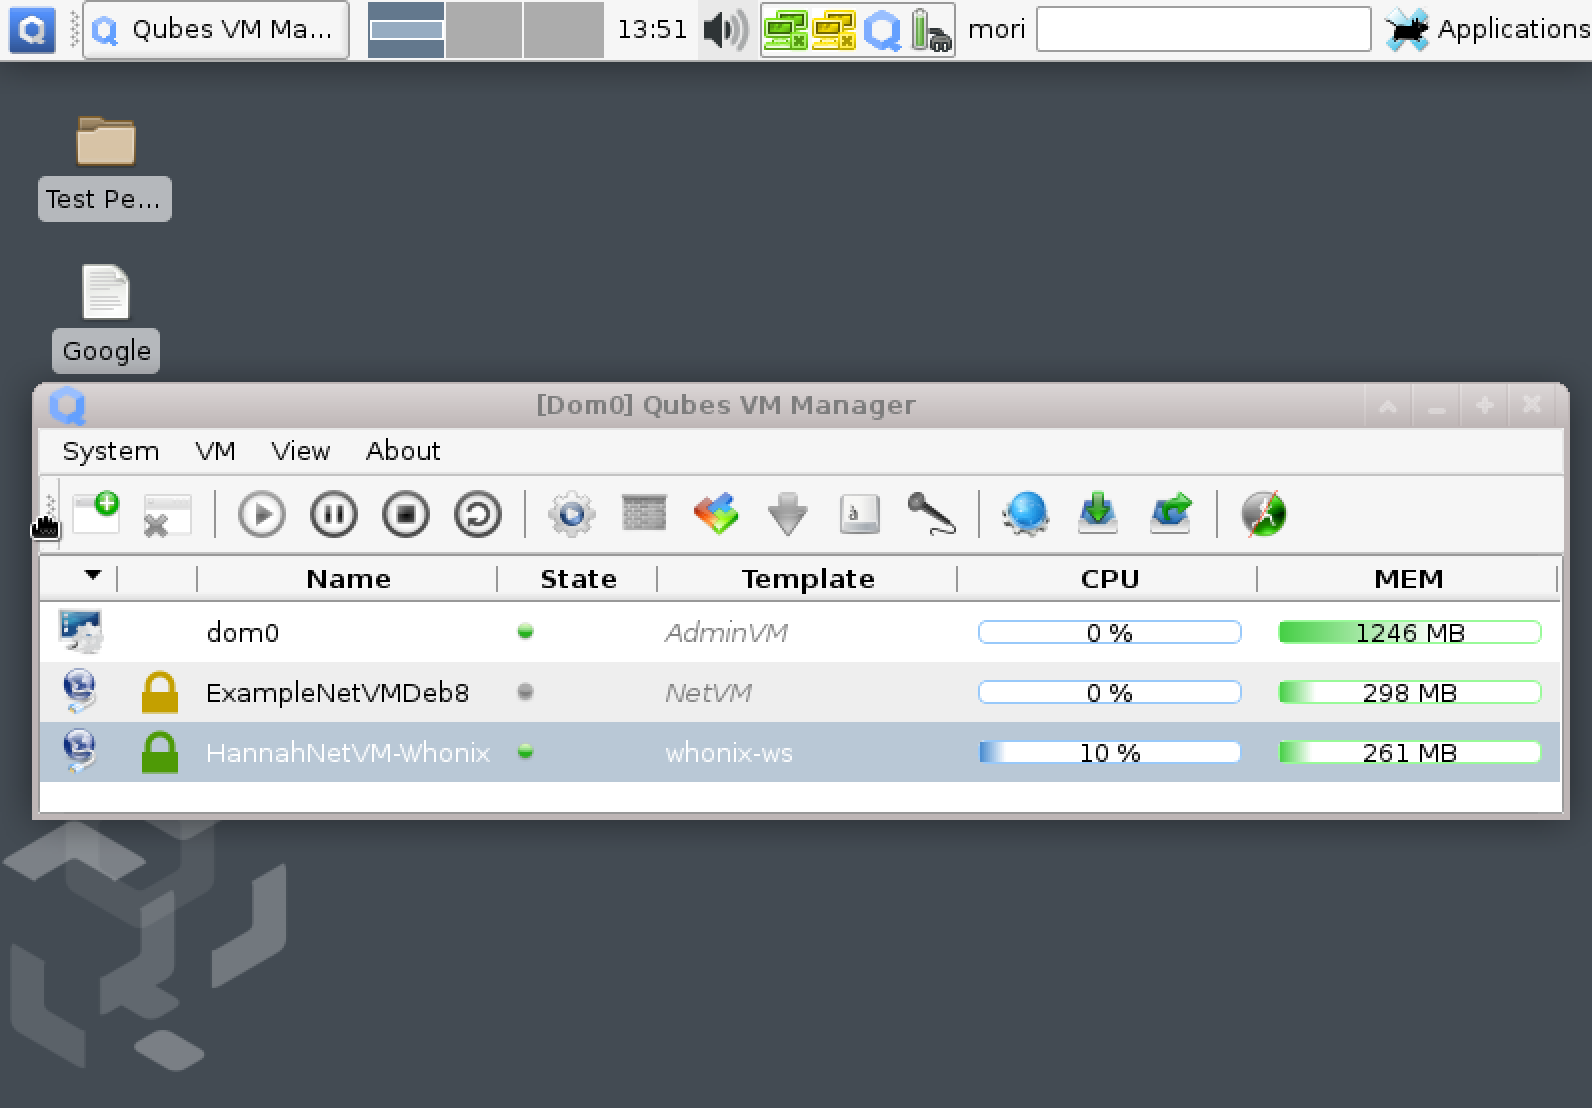 Qubes VM Ma...
13:51
mori
Applications
Test Pe...
Google
[Dom0] Qubes VM Manager
System VM View About
Name State Template CPU MEM
dom0 AdminVM 0 % 1246 MB
ExampleNetVMDeb8 NetVM 0 % 298 MB
HannahNetVM-Whonix whonix-ws 10 % 261 MB